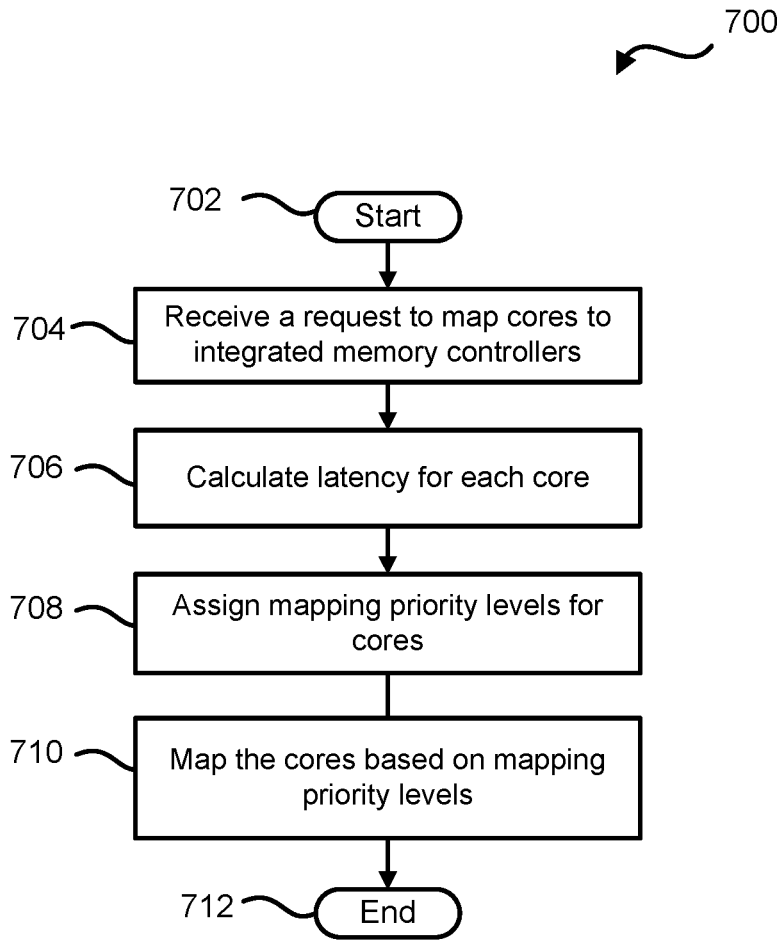 700
702
Start
704
Receive a request to map cores to
integrated memory controllers
706
Calculate latency for each core
708
Assign mapping priority levels for
cores
710
Map the cores based on mapping
priority levels
712
End